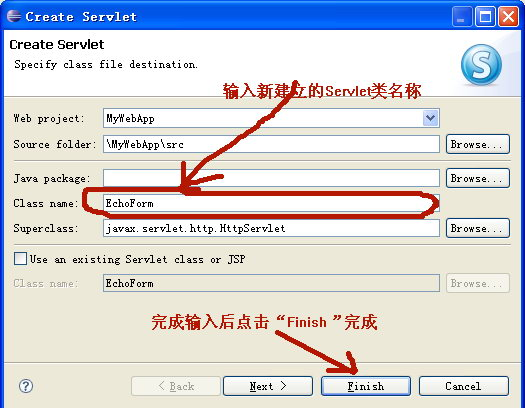 Create Servlet
Create Servlet
Specify class file destination.
输入新建立的Servlet类名称
Web project: MyWebApp
Source folder: \MyWebApp\src Browse...
Java package: Browse...
Class name: EchoForm
Superclass: javax.servlet.http.HttpServlet Browse...
Use an existing Servlet class or JSP
Class name: EchoForm Browse...
完成输入后点击“Finish”完成
< Back Next > Finish Cancel